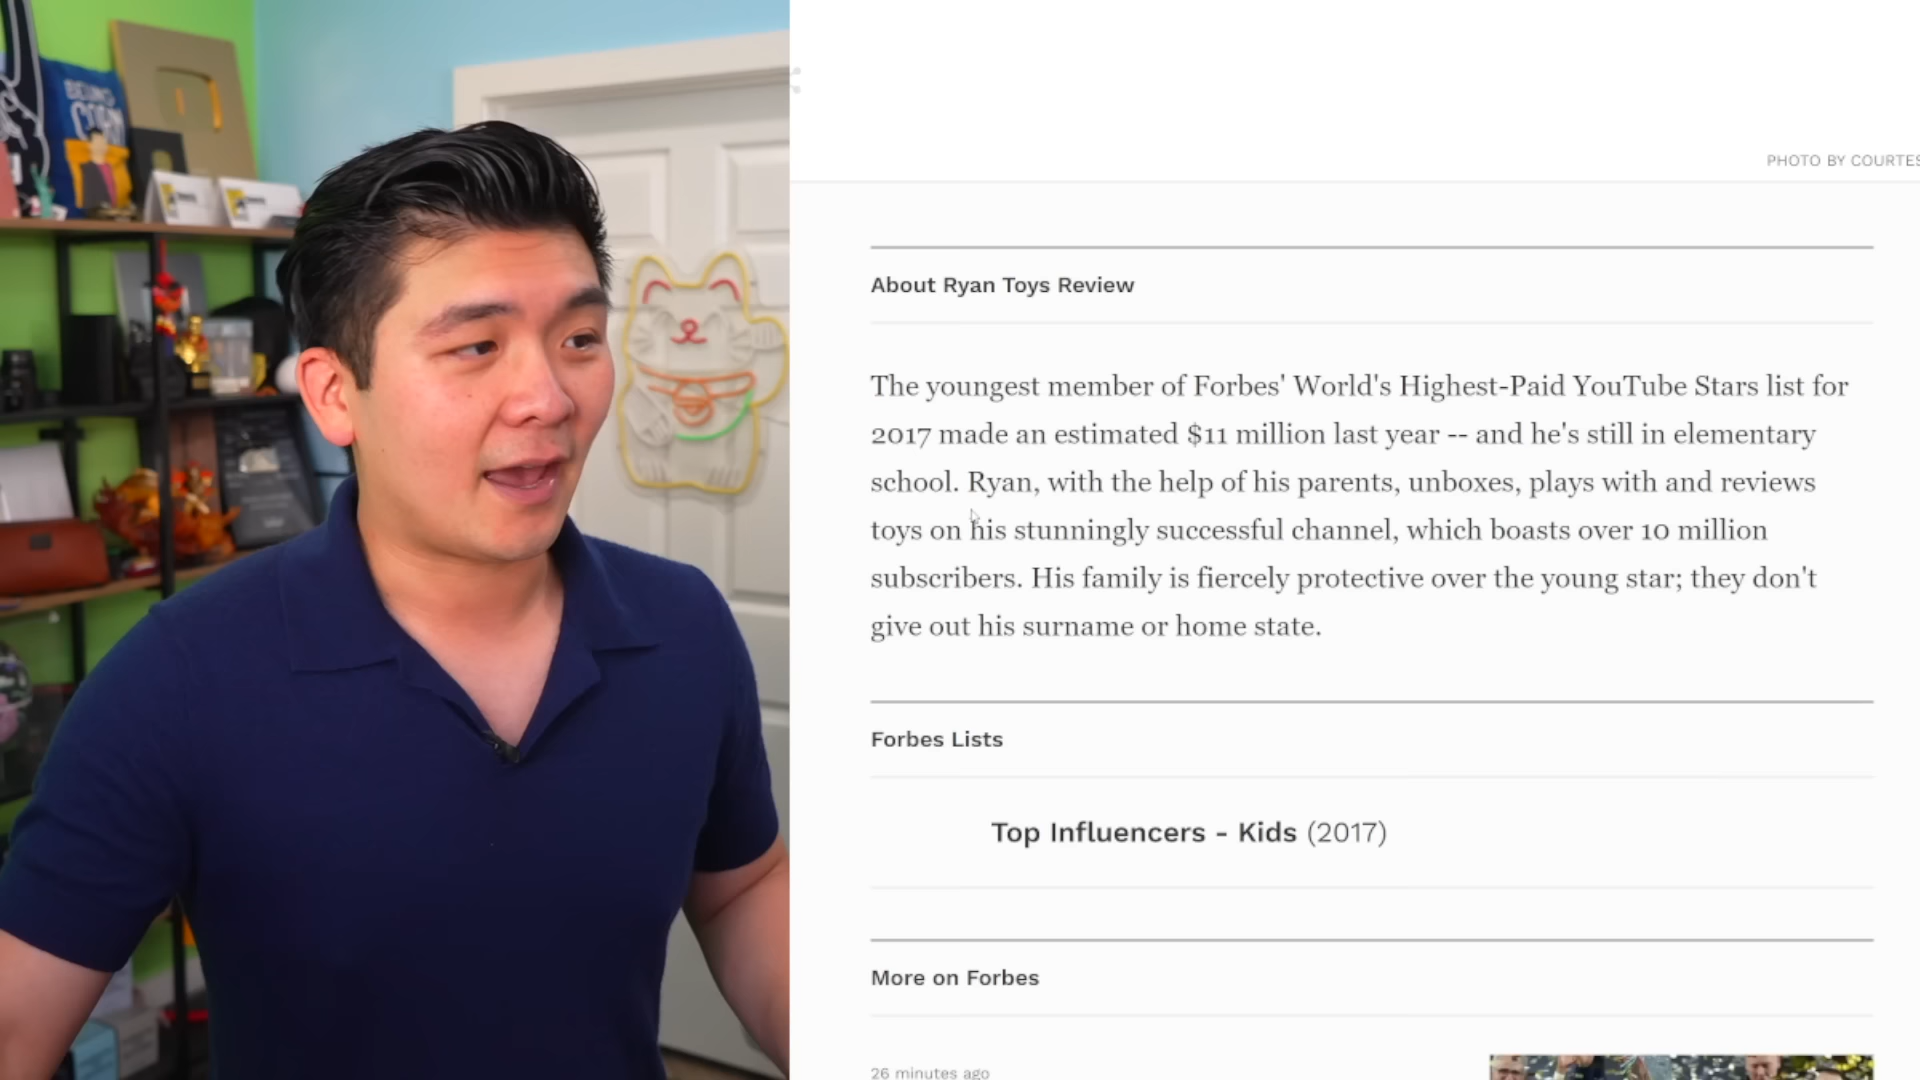 BEIJING
CORN
PHOTO BY COURTES
About Ryan Toys Review
The youngest member of Forbes' World's Highest-Paid YouTube Stars list for
2017 made an estimated $11 million last year -- and he's still in elementary
school. Ryan, with the help of his parents, unboxes, plays with and reviews
toys on his stunningly successful channel, which boasts over 10 million
subscribers. His family is fiercely protective over the young star; they don't
give out his surname or home state.
Forbes Lists
Top Influencers - Kids (2017)
More on Forbes
26 minutes ago